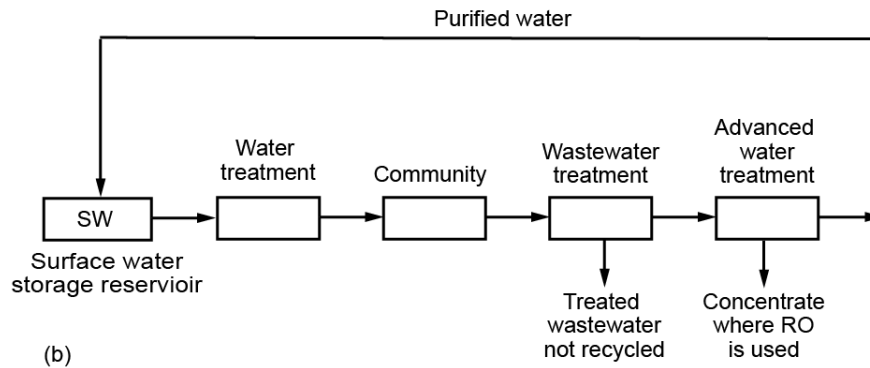 Purified water
Water
treatment
Community
Wastewater
treatment
Advanced
water
treatment
SW
Surface water
storage reservioir
Treated
wastewater
not recycled
Concentrate
where RO
is used
(b)